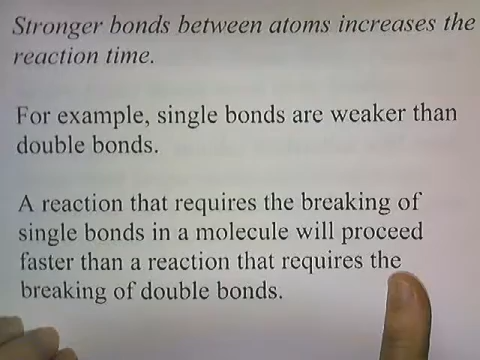 Stronger bonds between atoms increases the
reaction time.
For example, single bonds are weaker than
double bonds.
A reaction that requires the breaking of
single bonds in a molecule will proceed
faster than a reaction that requires the
breaking of double bonds.